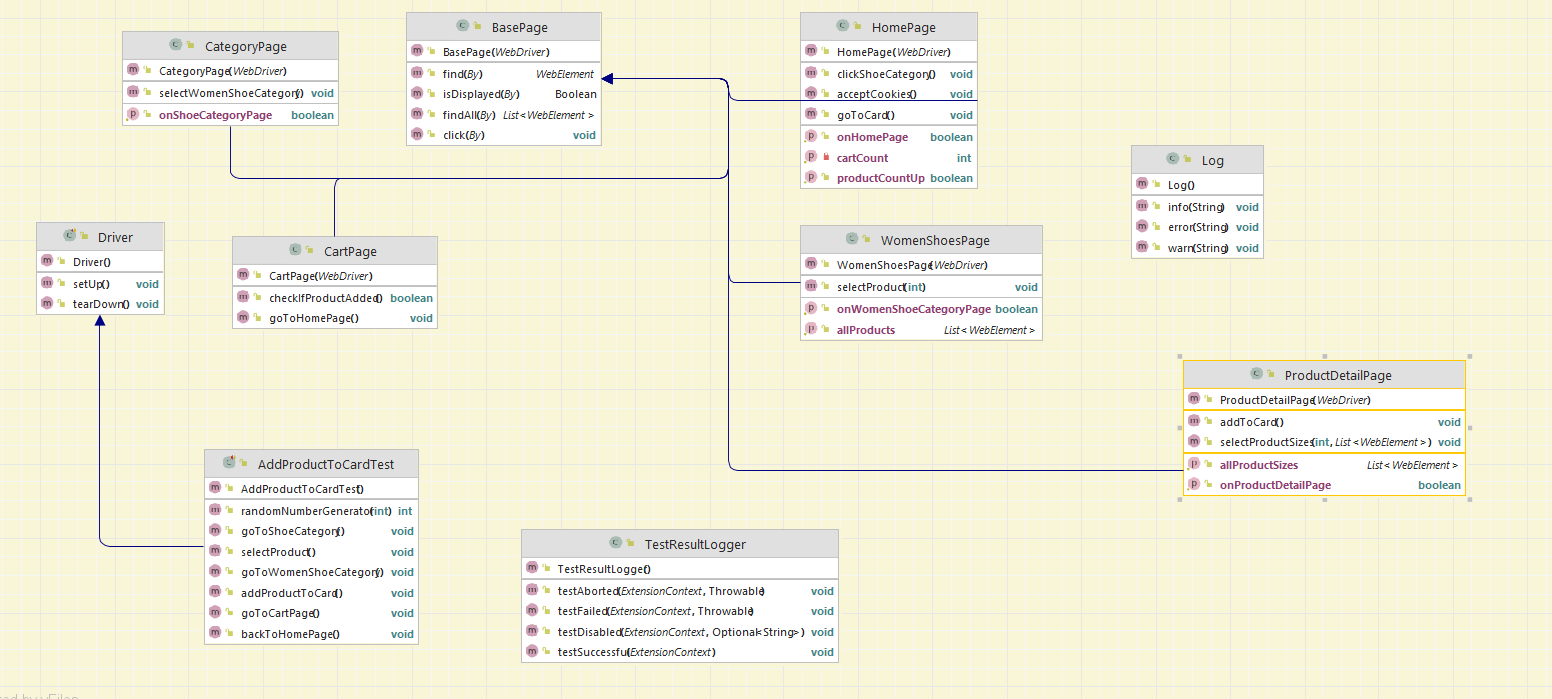 CategoryPage
CategoryPage(WebDriver)
selectWomenShoeCategory() void
onShoeCategoryPage boolean
BasePage
BasePage(WebDriver)
find(By) WebElement
isDisplayed(By) Boolean
findAll(By) List<WebElement>
click(By) void
HomePage
HomePage(WebDriver)
clickShoeCategory() void
acceptCookies() void
goToCard() void
onHomePage boolean
cartCount int
productCountUp boolean
Log
Log()
info(String) void
error(String) void
warn(String) void
Driver
Driver()
setUp() void
tearDown() void
CartPage
CartPage(WebDriver)
checkIfProductAdded() boolean
goToHomePage() void
WomenShoesPage
WomenShoesPage(WebDriver)
selectProduct(int) void
onWomenShoeCategoryPage boolean
allProducts List<WebElement>
ProductDetailPage
ProductDetailPage(WebDriver)
addToCard() void
selectProductSizes(int, List<WebElement>) void
allProductSizes List<WebElement>
onProductDetailPage boolean
AddProductToCardTest
AddProductToCardTest()
randomNumberGenerator(int) int
goToShoeCategory() void
selectProduct() void
goToWomenShoeCategory() void
addProductToCard() void
goToCartPage() void
backToHomePage() void
TestResultLogger
TestResultLogger()
testAborted(ExtensionContext, Throwable) void
testFailed(ExtensionContext, Throwable) void
testDisabled(ExtensionContext, Optional<String>) void
testSuccessful(ExtensionContext) void